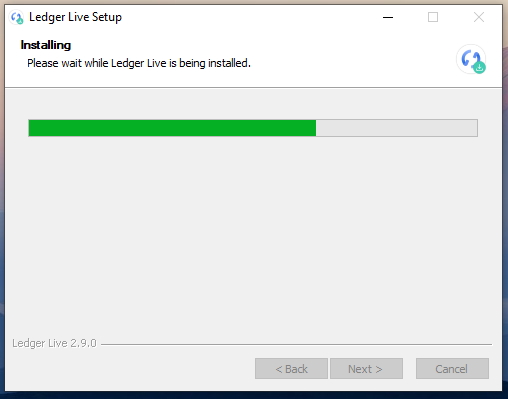 Ledger Live Setup
Installing
Please wait while Ledger Live is being installed.
Ledger Live 2.9.0
< Back
Next >
Cancel